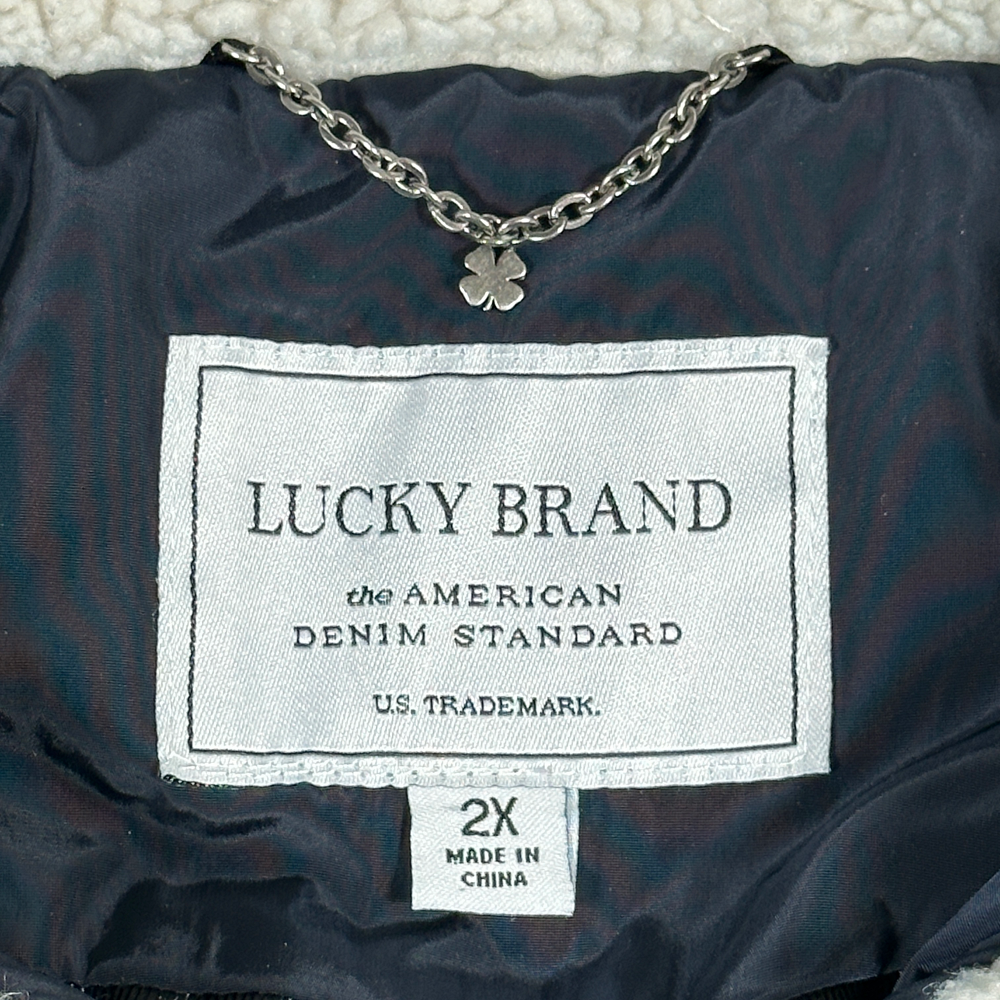 LUCKY BRAND
the AMERICAN
DENIM STANDARD
U.S. TRADEMARK.
2X
MADE IN
CHINA